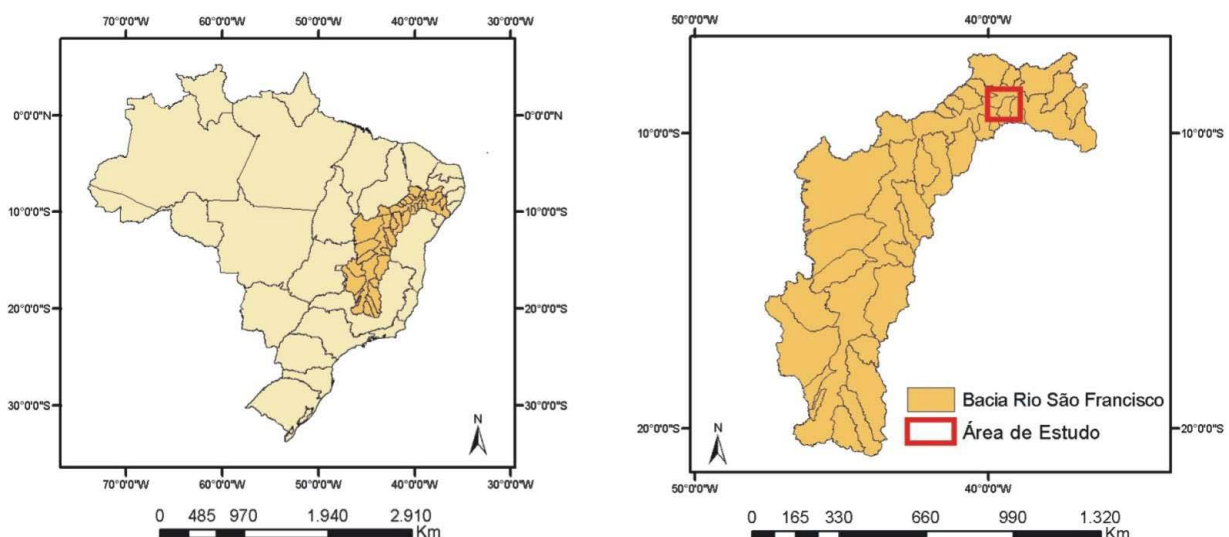 70°0'0"W 60°0'0"W 50°0'0"W 40°0'0"W 30°0'0"W
0°0'0"N 0°0'0"N
10°0'0"S 10°0'0"S
20°0'0"S 20°0'0"S
30°0'0"S 30°0'0"S
N
70°0'0"W 60°0'0"W 50°0'0"W 40°0'0"W 30°0'0"W
0 485 970 1.940 2.910
Km
50°0'0"W 40°0'0"W
10°0'0"S 10°0'0"S
Bacia Rio São Francisco
Área de Estudo
20°0'0"S 20°0'0"S
N
50°0'0"W 40°0'0"W
0 165 330 660 990 1.320
Km